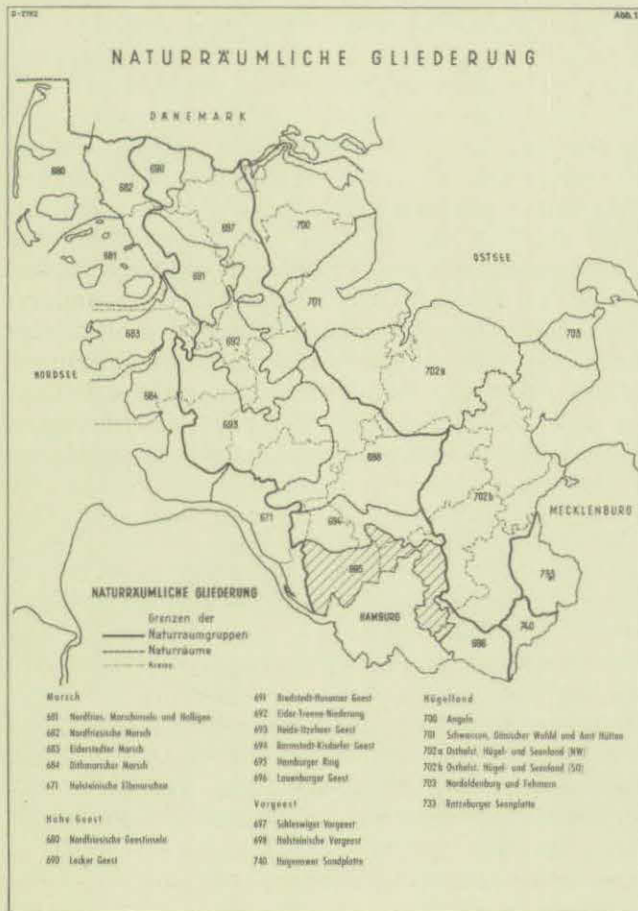 D-2792
Abb. 1
NATURRÄUMLICHE GLIEDERUNG
DÄNEMARK
680
682
690
697
700
OSTSEE
681
691
701
683
692
703
702a
NORDSEE
684
693
698
702b
671
694
MECKLENBURG
695
733
NATURRÄUMLICHE GLIEDERUNG
HAMBURG
740
696
Grenzen der
Naturraumgruppen
Naturräume
Kreise
Marsch
681 Nordfries. Marschinseln und Halligen
682 Nordfriesische Marsch
683 Eiderstedter Marsch
684 Dithmarscher Marsch
671 Holsteinische Elbmarschen
Hohe Geest
680 Nordfriesische Geestinseln
690 Lecker Geest
691 Bredstedt-Husumer Geest
692 Eider-Treene-Niederung
693 Heide-Itzehoer Geest
694 Barmstedt-Kisdorfer Geest
695 Hamburger Ring
696 Lauenburger Geest
Vorgeest
697 Schleswiger Vorgeest
698 Holsteinische Vorgeest
740 Hagenower Sandplatte
Hügelland
700 Angeln
701 Schwansen, Dänischer Wohld und Amt Hütten
702a Ostholst. Hügel- und Seenland (NW)
702b Ostholst. Hügel- und Seenland (SO)
703 Nordoldenburg und Fehmarn
733 Ratzeburger Seenplatte